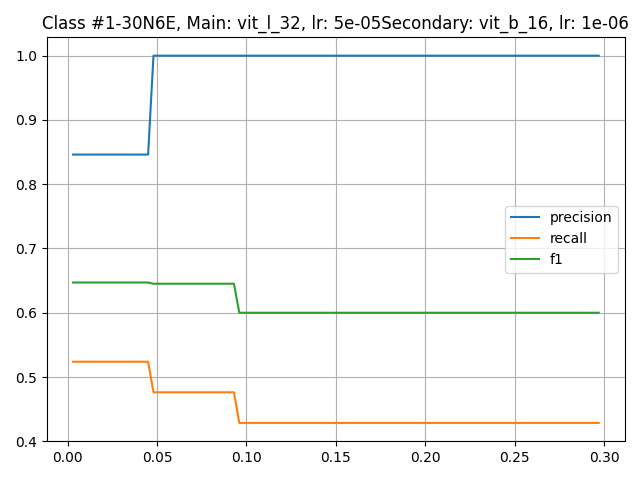 Class #1-30N6E, Main: vit_l_32, lr: 5e-05Secondary: vit_b_16, lr: 1e-06
1.0
0.9
0.8
0.7
0.6
0.5
0.4
precision
recall
f1
0.00 0.05 0.10 0.15 0.20 0.25 0.30